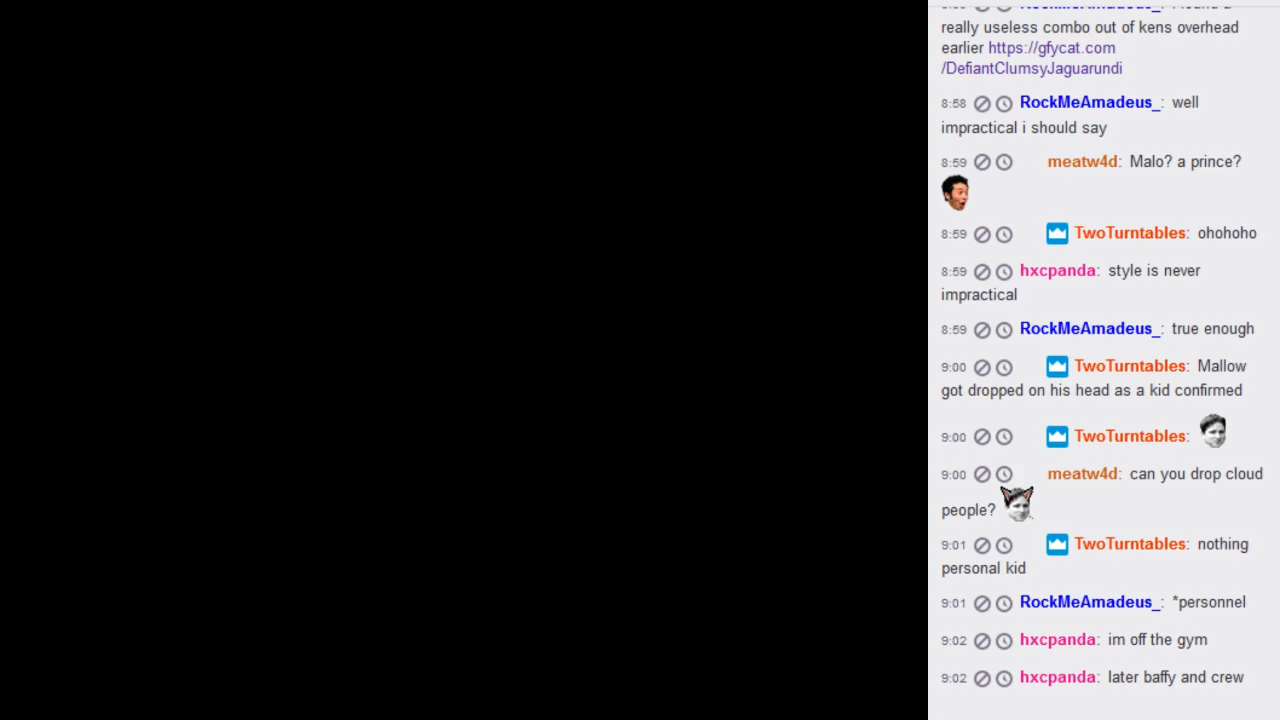 really useless combo out of kens overhead
earlier https://gfycat.com
/DefiantClumsyJaguarundi
8:58 RockMeAmadeus_: well
impractical i should say
8:59 meatw4d: Malo? a prince?
8:59 TwoTurntables: ohohoho
8:59 hxcpanda: style is never
impractical
8:59 RockMeAmadeus_: true enough
9:00 TwoTurntables: Mallow
got dropped on his head as a kid confirmed
9:00 TwoTurntables:
9:00 meatw4d: can you drop cloud
people?
9:01 TwoTurntables: nothing
personal kid
9:01 RockMeAmadeus_: *personnel
9:02 hxcpanda: im off the gym
9:02 hxcpanda: later baffy and crew